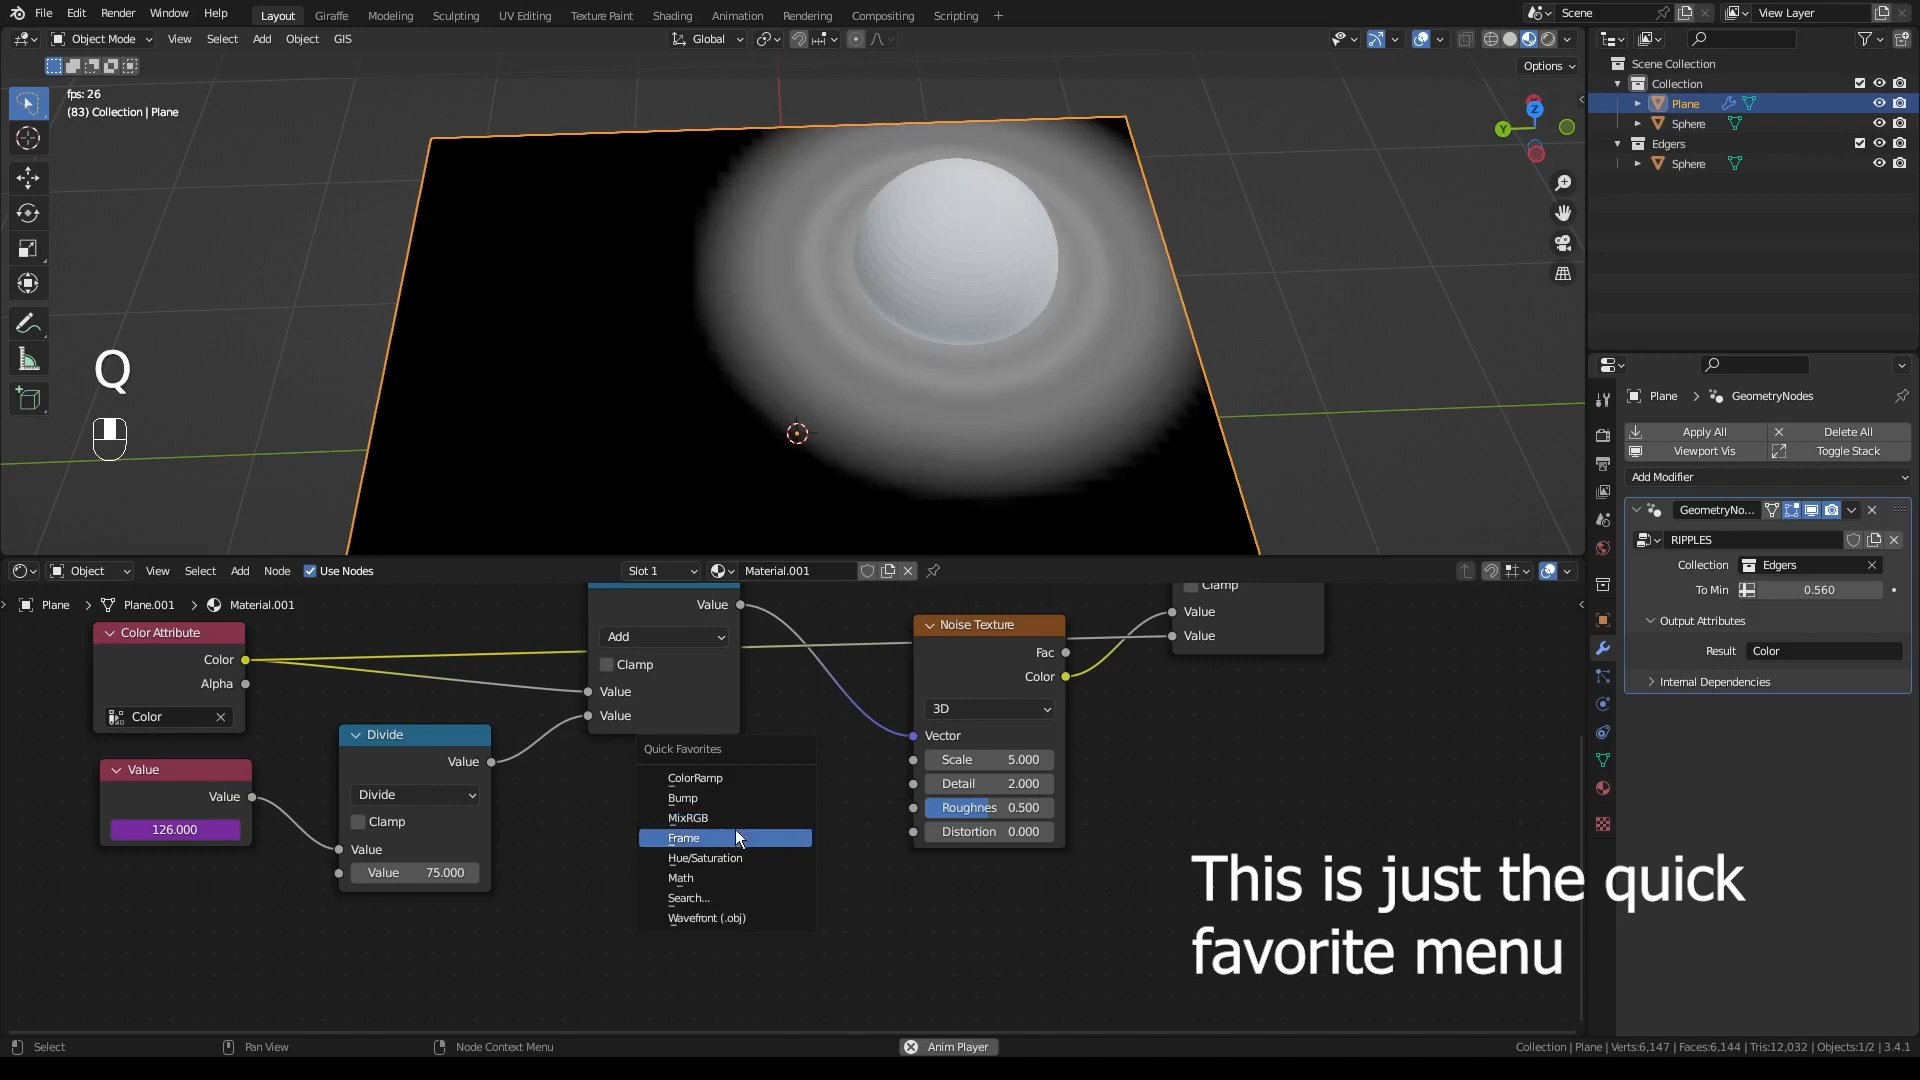 File Edit Render Window Help Layout Giraffe Modeling Sculpting UV Editing Texture Paint Shading Animation Rendering Compositing Scripting + Scene View Layer
Object Mode View Select Add Object GIS Global
Options
fps: 26
(83) Collection | Plane
Z
Y
Q
Scene Collection
Collection
Plane
Sphere
Edgers
Sphere
Plane > GeometryNodes
Apply All Delete All
Viewport Vis Toggle Stack
Add Modifier
GeometryNo...
RIPPLES
Collection Edgers
To Min 0.560
Output Attributes
Result Color
Internal Dependencies
Object View Select Add Node Use Nodes Slot 1 Material.001
Plane > Plane.001 > Material.001
Color Attribute
Color
Alpha
Color
Value
Value
126.000
Divide
Value
Divide
Clamp
Value
Value 75.000
Value
Add
Clamp
Value
Value
Quick Favorites
ColorRamp
Bump
MixRGB
Frame
Hue/Saturation
Math
Search...
Wavefront (.obj)
Noise Texture
Fac
Color
3D
Vector
Scale 5.000
Detail 2.000
Roughnes 0.500
Distortion 0.000
Clamp
Value
Value
This is just the quick
favorite menu
Select Pan View Node Context Menu Anim Player Collection | Plane | Verts:6,147 | Faces:6,144 | Tris:12,032 | Objects:1/2 | 3.4.1